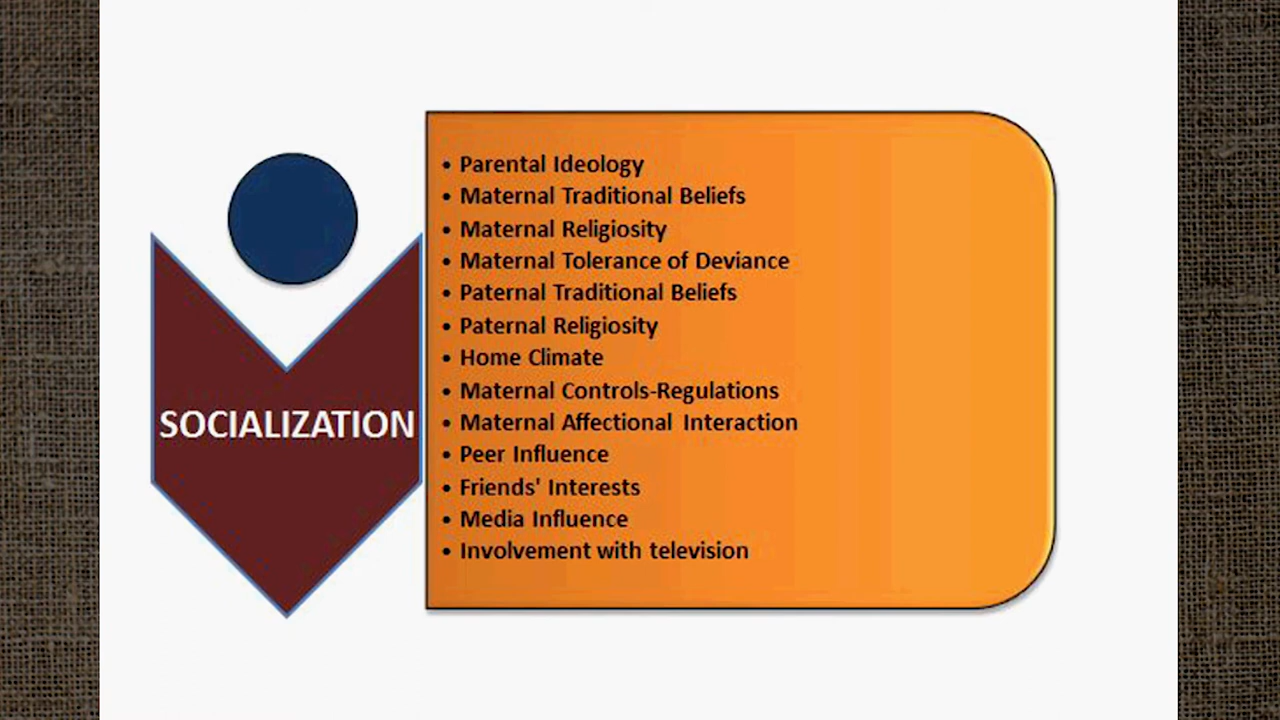 SOCIALIZATION
• Parental Ideology
• Maternal Traditional Beliefs
• Maternal Religiosity
• Maternal Tolerance of Deviance
• Paternal Traditional Beliefs
• Paternal Religiosity
• Home Climate
• Maternal Controls-Regulations
• Maternal Affectional Interaction
• Peer Influence
• Friends' Interests
• Media Influence
• Involvement with television